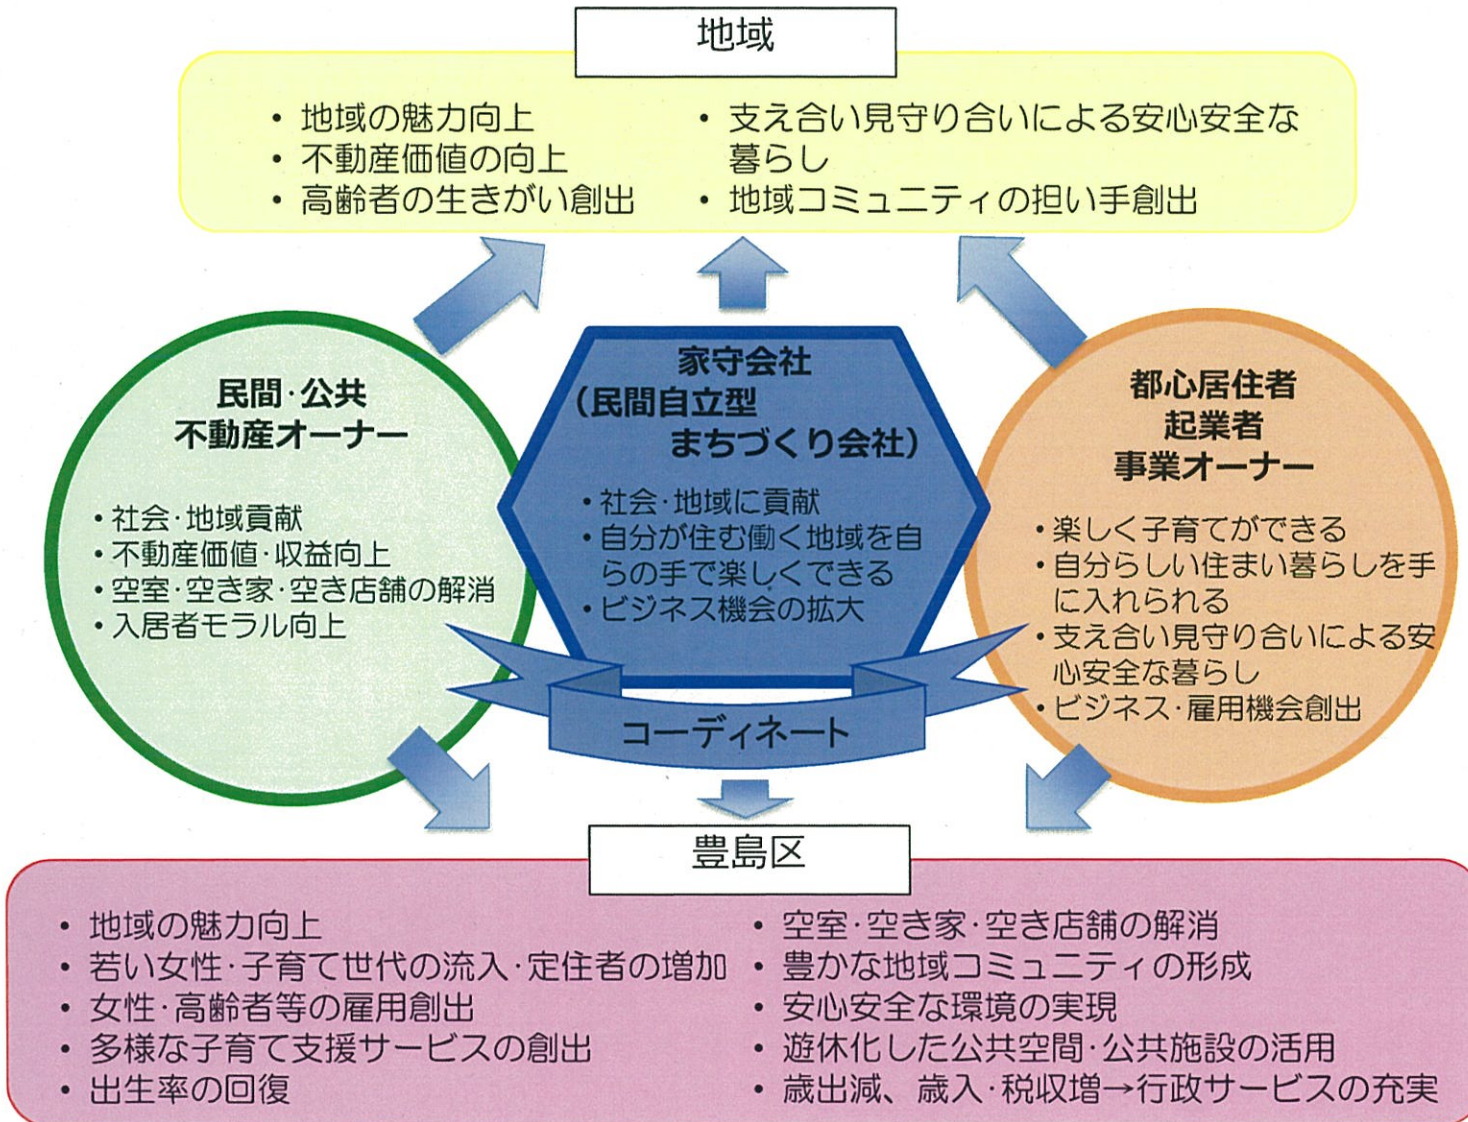 地域
・地域の魅力向上
・不動産価値の向上
・高齢者の生きがい創出
・支え合い見守り合いによる安心安全な
暮らし
・地域コミュニティの担い手創出
民間・公共
不動産オーナー
・社会・地域貢献
・不動産価値・収益向上
・空室・空き家・空き店舗の解消
・入居者モラル向上
家守会社
(民間自立型
まちづくり会社)
・社会・地域に貢献
・自分が住む働く地域を自
らの手で楽しくできる
・ビジネス機会の拡大
コーディネート
都心居住者
起業者
事業オーナー
・楽しく子育てができる
・自分らしい住まい暮らしを手
に入れられる
・支え合い見守り合いによる安
心安全な暮らし
・ビジネス・雇用機会創出
豊島区
・地域の魅力向上
・若い女性・子育て世代の流入・定住者の増加
・女性・高齢者等の雇用創出
・多様な子育て支援サービスの創出
・出生率の回復
・空室・空き家・空き店舗の解消
・豊かな地域コミュニティの形成
・安心安全な環境の実現
・遊休化した公共空間・公共施設の活用
・歳出減、歳入・税収増→行政サービスの充実